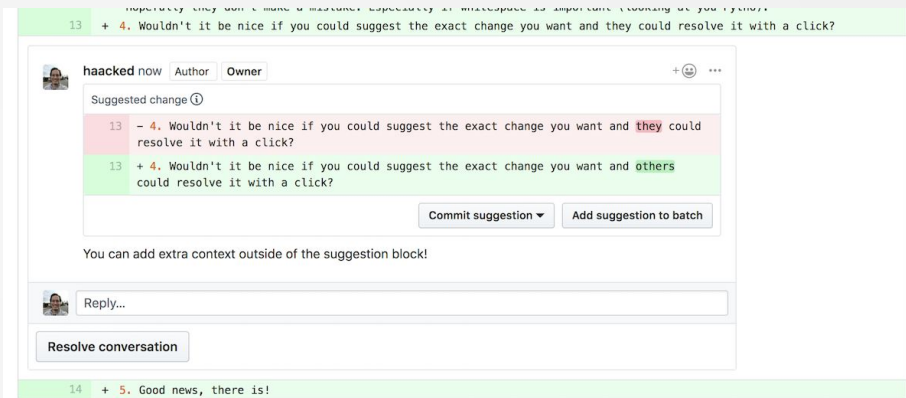 13 + 4. Wouldn't it be nice if you could suggest the exact change you want and they could resolve it with a click?
haacked now Author Owner
Suggested change
13 - 4. Wouldn't it be nice if you could suggest the exact change you want and they could
resolve it with a click?
13 + 4. Wouldn't it be nice if you could suggest the exact change you want and others
could resolve it with a click?
Commit suggestion Add suggestion to batch
You can add extra context outside of the suggestion block!
Reply...
Resolve conversation
14 + 5. Good news, there is!